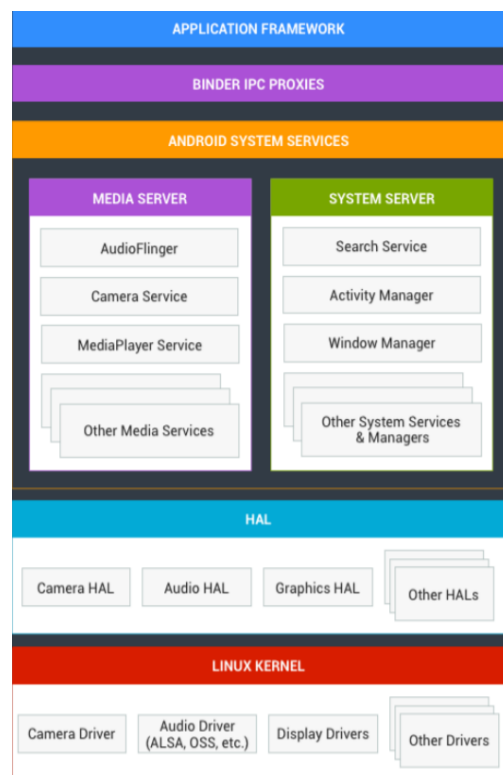 APPLICATION FRAMEWORK
BINDER IPC PROXIES
ANDROID SYSTEM SERVICES
MEDIA SERVER
AudioFlinger
Camera Service
MediaPlayer Service
Other Media Services
SYSTEM SERVER
Search Service
Activity Manager
Window Manager
Other System Services
& Managers
HAL
Camera HAL
Audio HAL
Graphics HAL
Other HALs
LINUX KERNEL
Camera Driver
Audio Driver
(ALSA, OSS, etc.)
Display Drivers
Other Drivers